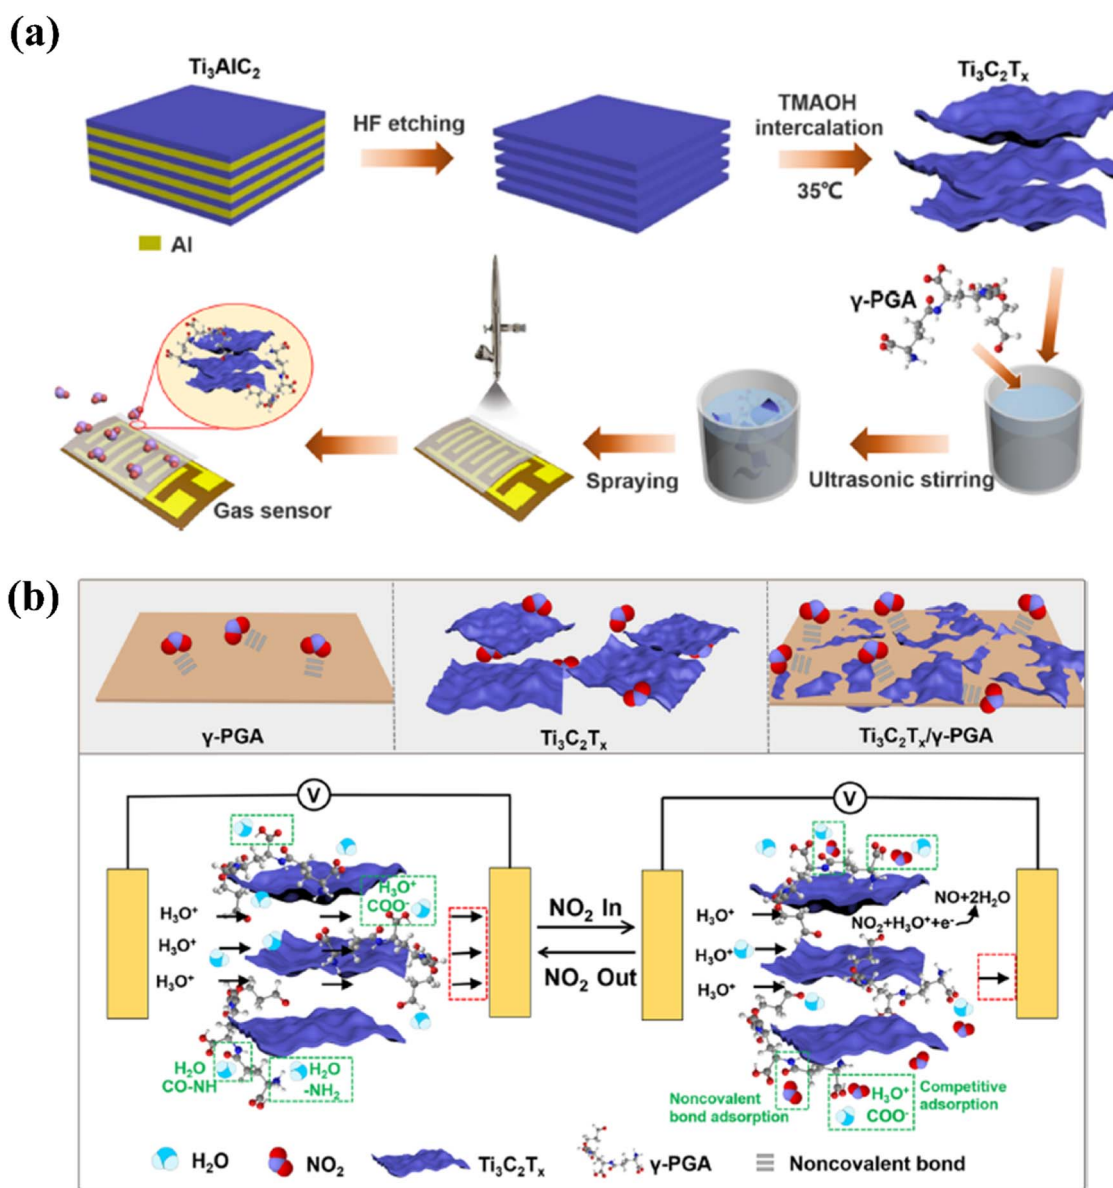 (a)
Ti₃AlC₂
HF etching
TMAOH
intercalation
35℃
Ti₃C₂Tₓ
Al
γ-PGA
Gas sensor
Spraying
Ultrasonic stirring
(b)
γ-PGA
Ti₃C₂Tₓ
Ti₃C₂Tₓ/γ-PGA
V
H₃O⁺
COO⁻
H₃O⁺
H₃O⁺
H₃O⁺
H₂O
CO-NH
H₂O
-NH₂
NO₂ In
NO₂ Out
V
NO+2H₂O
NO₂+H₃O⁺+e⁻
H₃O⁺
H₃O⁺
H₃O⁺
Noncovalent
bond adsorption
H₃O⁺
COO⁻
Competitive
adsorption
H₂O
NO₂
Ti₃C₂Tₓ
γ-PGA
Noncovalent bond